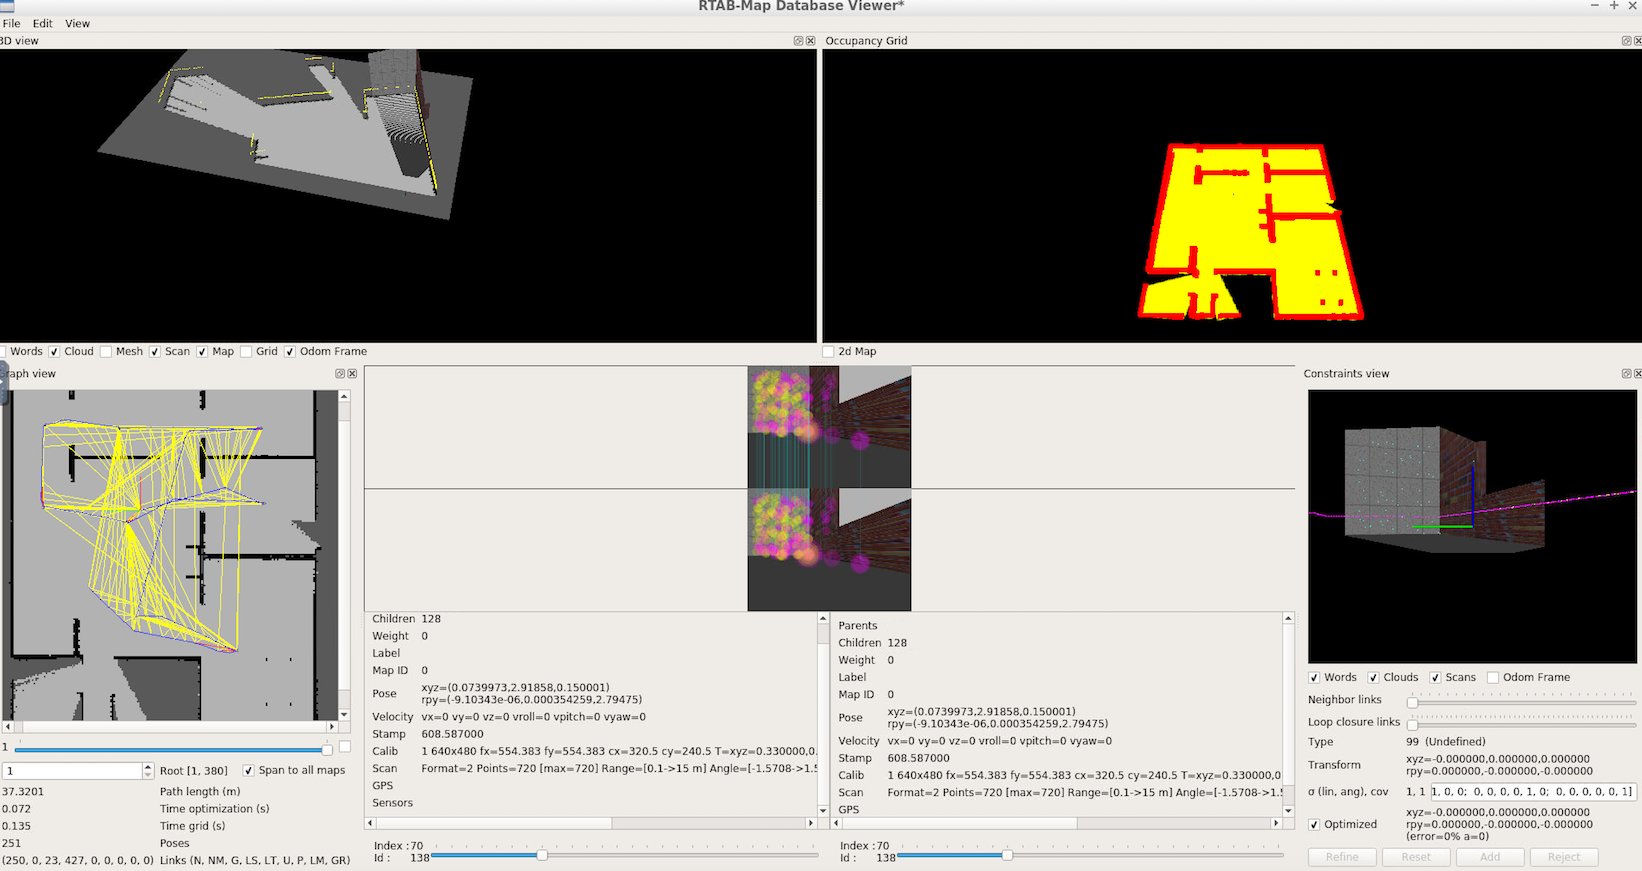 RTAB-Map Database Viewer*
File Edit View
3D view
Occupancy Grid
Words Cloud Mesh Scan Map Grid Odom Frame
2d Map
raph view
Constraints view
Children 128
Weight 0
Label
Map ID 0
Pose xyz=(0.0739973,2.91858,0.150001)
rpy=(-9.10343e-06,0.000354259,2.79475)
Velocity vx=0 vy=0 vz=0 vroll=0 vpitch=0 vyaw=0
Stamp 608.587000
Calib 1 640x480 fx=554.383 fy=554.383 cx=320.5 cy=240.5 T=xyz=0.330000,0.
Scan Format=2 Points=720 [max=720] Range=[0.1->15 m] Angle=[-1.5708->1.5
GPS
Sensors
Index :70
Id : 138
Parents
Children 128
Weight 0
Label
Map ID 0
Pose xyz=(0.0739973,2.91858,0.150001)
rpy=(-9.10343e-06,0.000354259,2.79475)
Velocity vx=0 vy=0 vz=0 vroll=0 vpitch=0 vyaw=0
Stamp 608.587000
Calib 1 640x480 fx=554.383 fy=554.383 cx=320.5 cy=240.5 T=xyz=0.330000,0
Scan Format=2 Points=720 [max=720] Range=[0.1->15 m] Angle=[-1.5708->1.
GPS
Index :70
Id : 138
1
1 Root [1, 380] Span to all maps
37.3201 Path length (m)
0.072 Time optimization (s)
0.135 Time grid (s)
251 Poses
(250, 0, 23, 427, 0, 0, 0, 0, 0) Links (N, NM, G, LS, LT, U, P, LM, GR)
Words Clouds Scans Odom Frame
Neighbor links
Loop closure links
Type 99 (Undefined)
Transform xyz=-0.000000,0.000000,0.000000
rpy=0.000000,-0.000000,-0.000000
σ (lin, ang), cov 1, 1 1, 0, 0; 0, 0, 0, 0, 1, 0; 0, 0, 0, 0, 0, 1]
Optimized xyz=-0.000000,0.000000,0.000000
rpy=0.000000,-0.000000,-0.000000
(error=0% a=0)
Refine Reset Add Reject